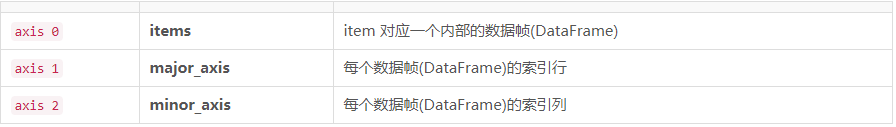 axis 0 items item 对应一个内部的数据帧(DataFrame)
axis 1 major_axis 每个数据帧(DataFrame)的索引行
axis 2 minor_axis 每个数据帧(DataFrame)的索引列